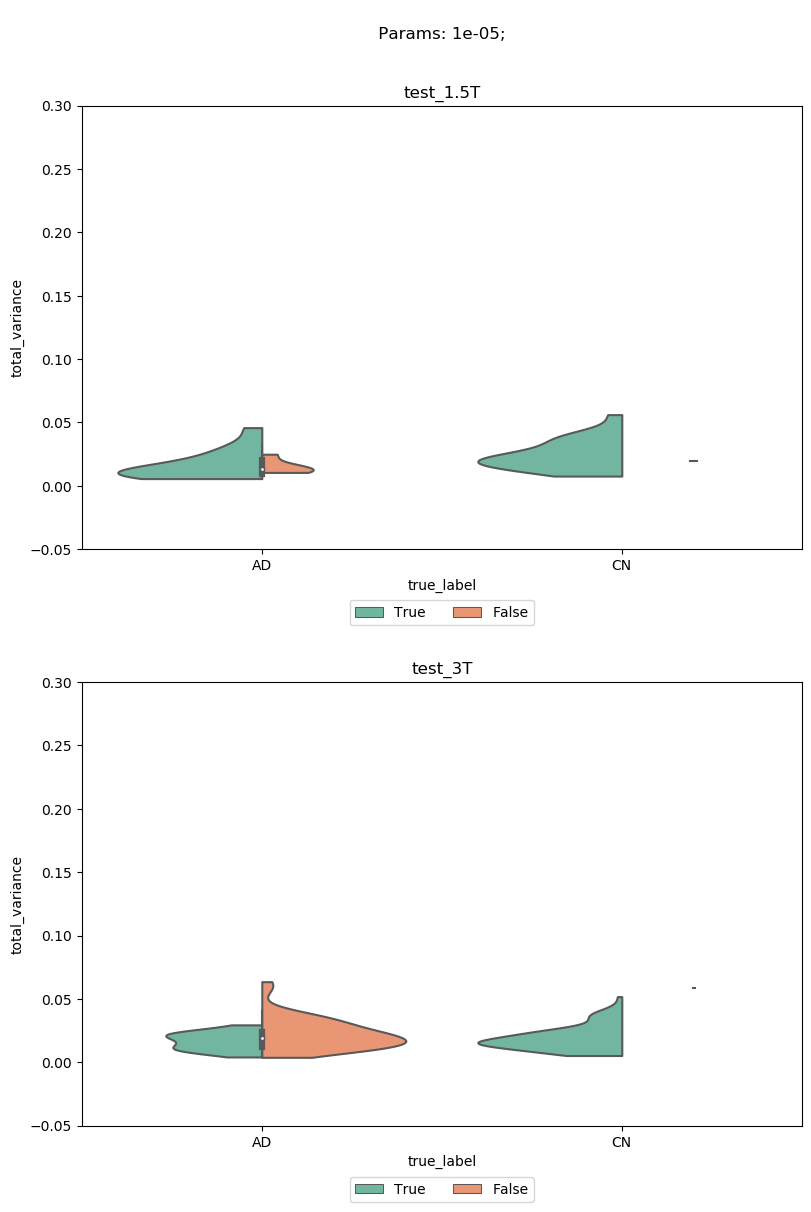 Params: 1e-05;
test_1.5T
0.30
0.25
0.20
0.15
0.10
0.05
0.00
−0.05
total_variance
AD CN
true_label
True False
test_3T
0.30
0.25
0.20
0.15
0.10
0.05
0.00
−0.05
total_variance
AD CN
true_label
True False